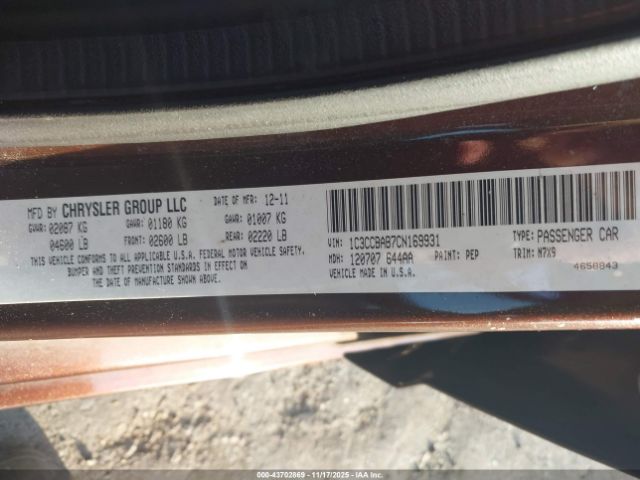 MFD BY CHRYSLER GROUP LLC DATE OF MFR: 12-11
GVWR: 02087 KG GAWR: 01180 KG GAWR: 01007 KG
04600 LB FRONT: 02600 LB REAR: 02220 LB
THIS VEHICLE CONFORMS TO ALL APPLICABLE U.S.A. FEDERAL MOTOR VEHICLE SAFETY,
BUMPER AND THEFT PREVENTION STANDARDS IN EFFECT ON
THE DATE OF MANUFACTURE SHOWN ABOVE.
VIN: 1C3CCBAB7CN169931 TYPE: PASSENGER CAR
MDH: 120707 644AA PAINT: PEP TRIM: N7X9
VEHICLE MADE IN U.S.A. 4658843
000-43702869 - 11/17/2025 - © IAA Holdings, LLC